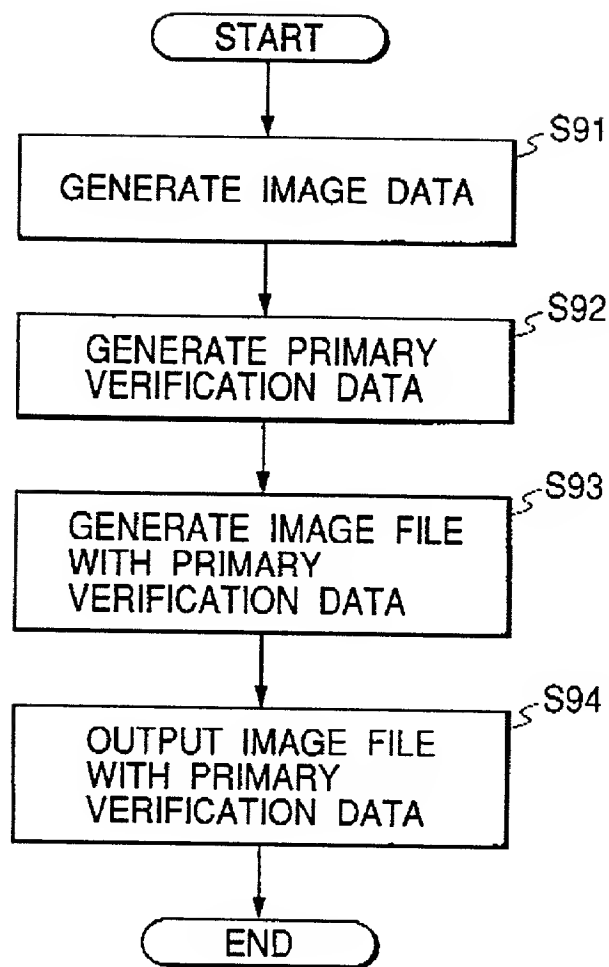 START
S91
GENERATE IMAGE DATA
S92
GENERATE PRIMARY
VERIFICATION DATA
S93
GENERATE IMAGE FILE
WITH PRIMARY
VERIFICATION DATA
S94
OUTPUT IMAGE FILE
WITH PRIMARY
VERIFICATION DATA
END